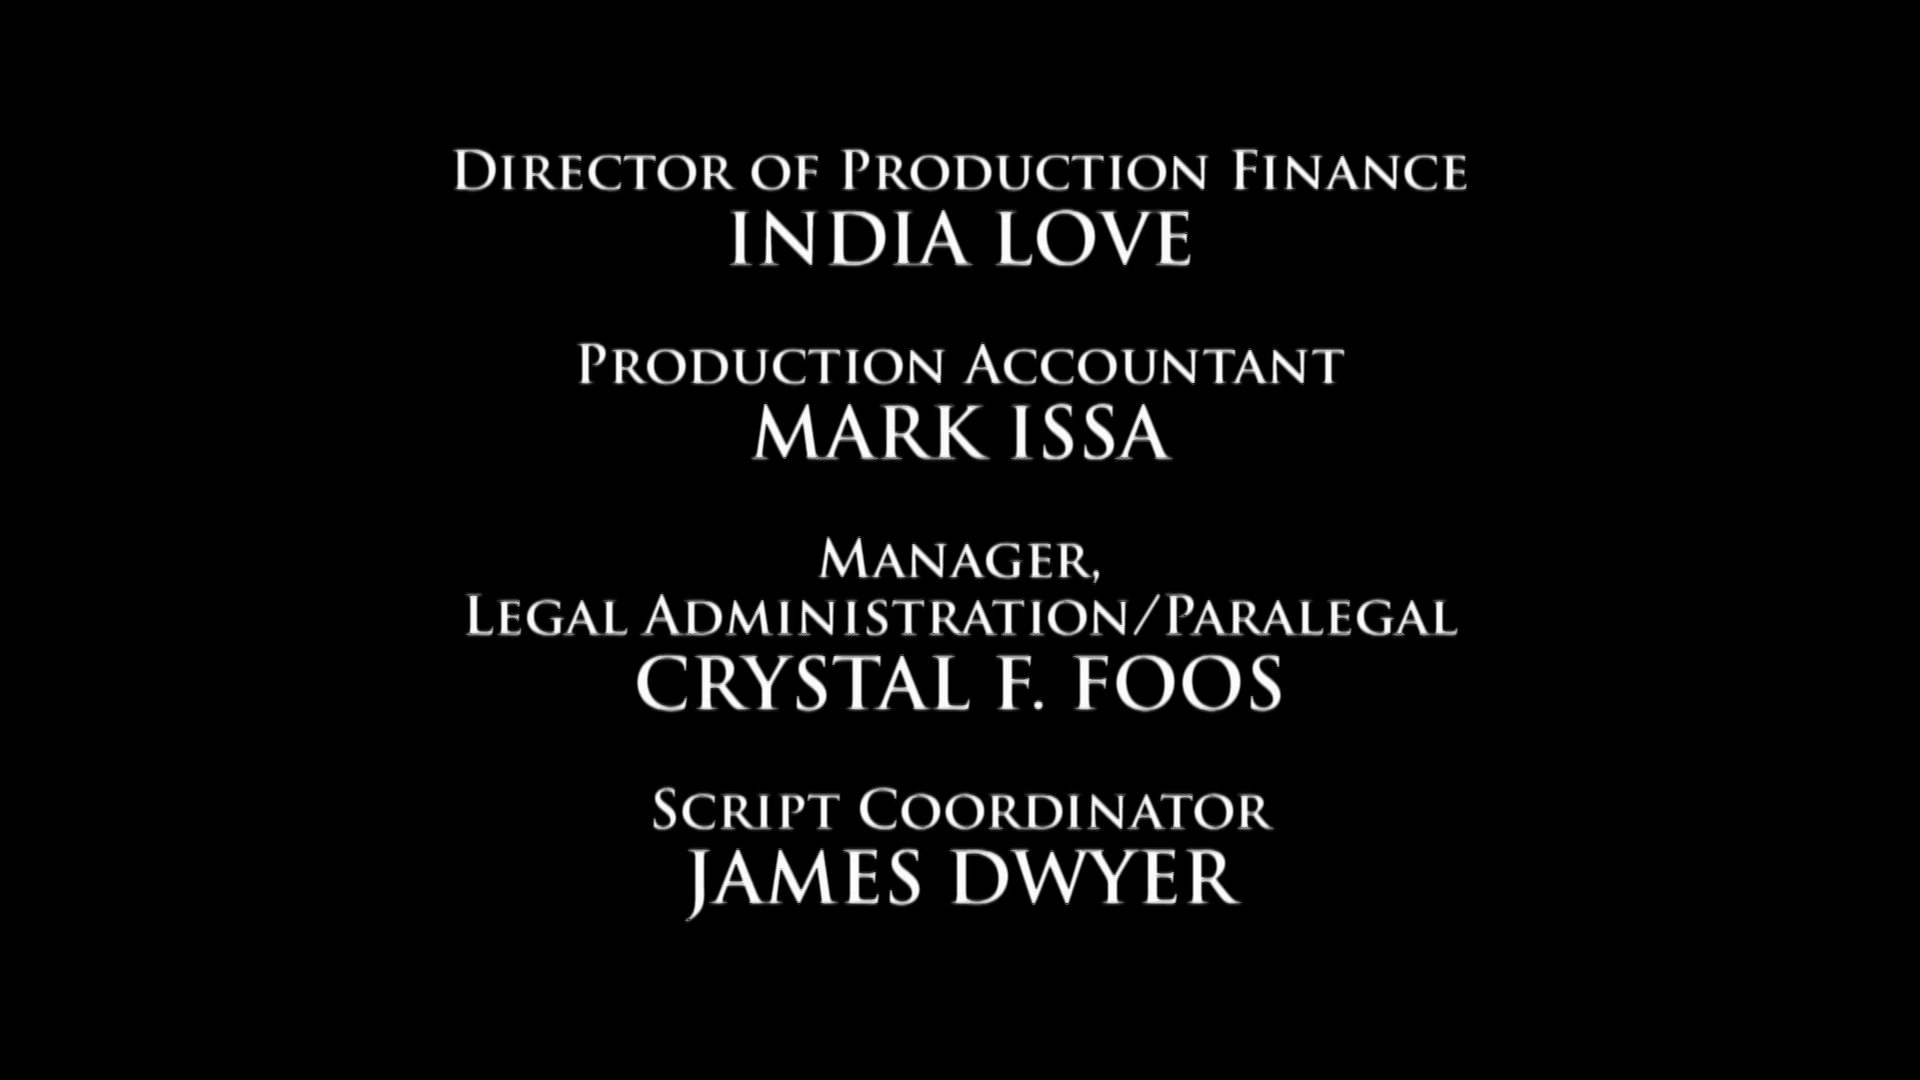 Director of Production Finance
INDIA LOVE
Production Accountant
MARK ISSA
Manager,
Legal Administration/Paralegal
CRYSTAL F. FOOS
Script Coordinator
JAMES DWYER